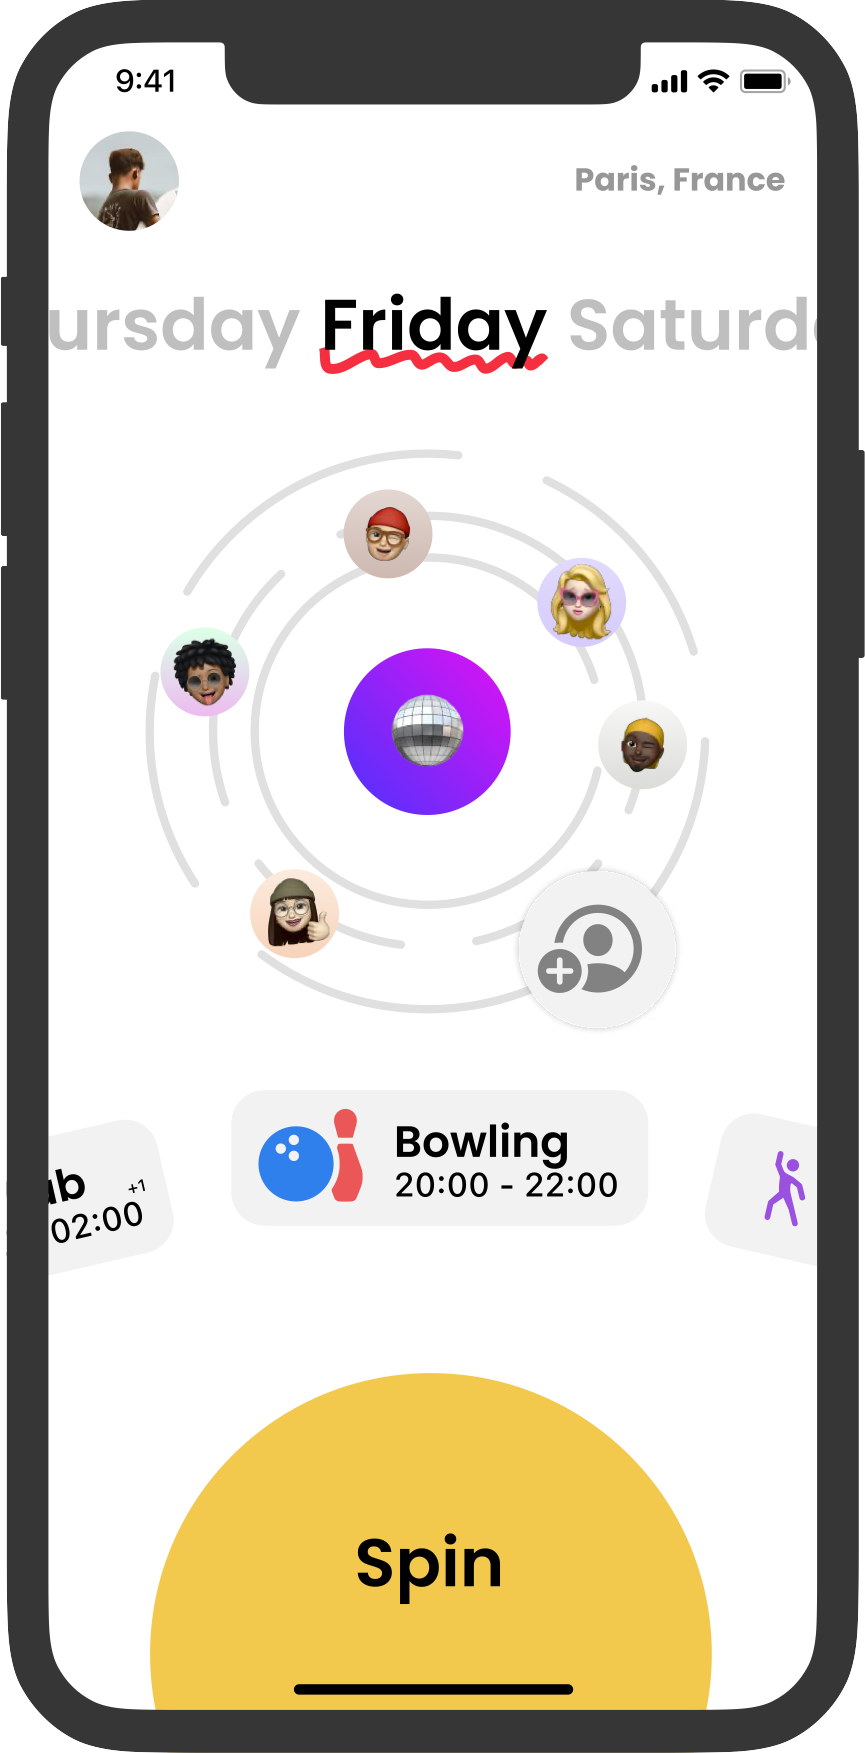 9:41
Paris, France
ursday Friday Saturd
Bowling
20:00 - 22:00
ub
+1
02:00
Spin